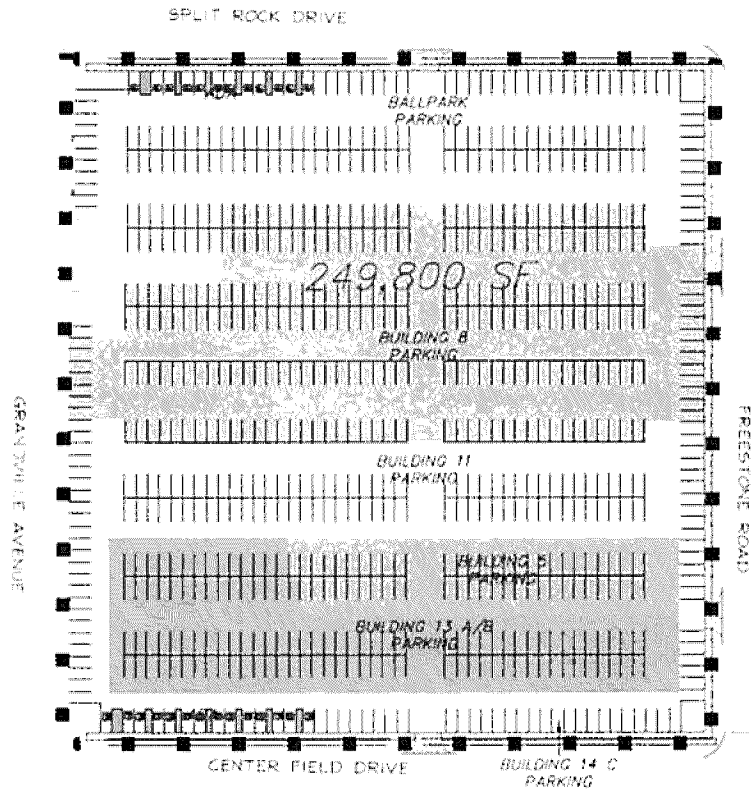 SPLIT ROCK DRIVE
BALLPARK
PARKING
249,800 SF
BUILDING 8
PARKING
GRANTVILLE AVENUE
FREESTONE ROAD
BUILDING 11
PARKING
BUILDING 5
PARKING
BUILDING 13 A/B
PARKING
CENTER FIELD DRIVE
BUILDING 14 C
PARKING